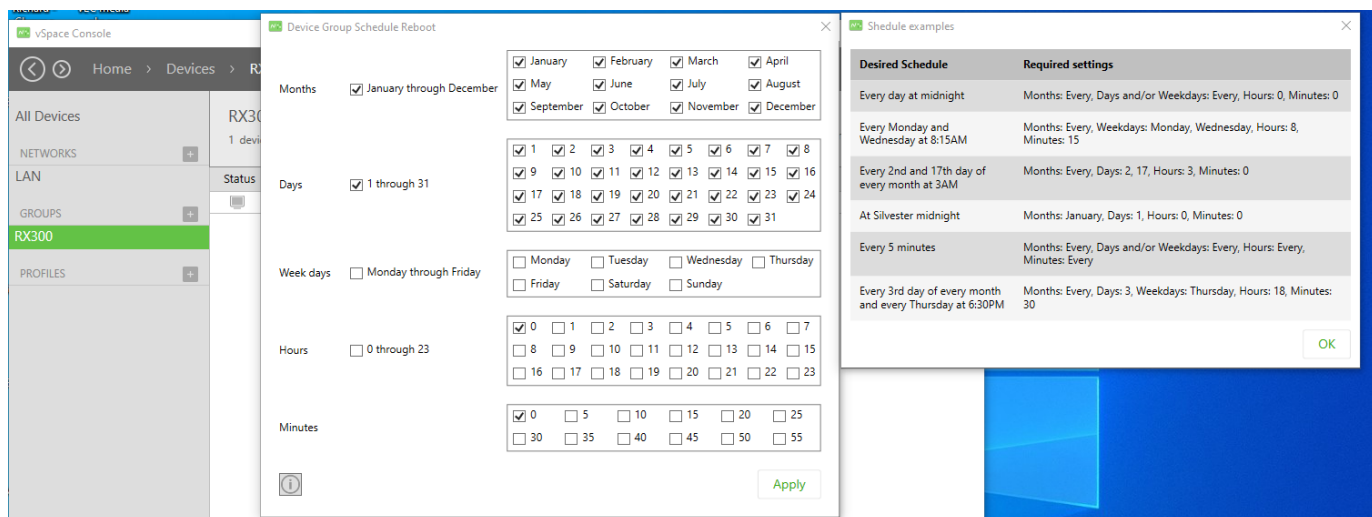 vSpace Console
Home > Devices >
All Devices
NETWORKS
LAN
GROUPS
RX300
PROFILES
1
Status
Device Group Schedule Reboot
Months
January through December
January February March April
May June July August
September October November December
Days
1 through 31
1 2 3 4 5 6 7 8
9 10 11 12 13 14 15 16
17 18 19 20 21 22 23 24
25 26 27 28 29 30 31
Week days
Monday through Friday
Monday Tuesday Wednesday Thursday
Friday Saturday Sunday
Hours
0 through 23
0 1 2 3 4 5 6 7
8 9 10 11 12 13 14 15
16 17 18 19 20 21 22 23
Minutes
0 5 10 15 20 25
30 35 40 45 50 55
Apply
Shedule examples
Desired Schedule Required settings
Every day at midnight Months: Every, Days and/or Weekdays: Every, Hours: 0, Minutes: 0
Every Monday and Months: Every, Weekdays: Monday, Wednesday, Hours: 8,
Wednesday at 8:15AM Minutes: 15
Every 2nd and 17th day of Months: Every, Days: 2, 17, Hours: 3, Minutes: 0
every month at 3AM
At Silvester midnight Months: January, Days: 1, Hours: 0, Minutes: 0
Every 5 minutes Months: Every, Days and/or Weekdays: Every, Hours: Every,
Minutes: Every
Every 3rd day of every month Months: Every, Days: 3, Weekdays: Thursday, Hours: 18, Minutes:
and every Thursday at 6:30PM 30
OK